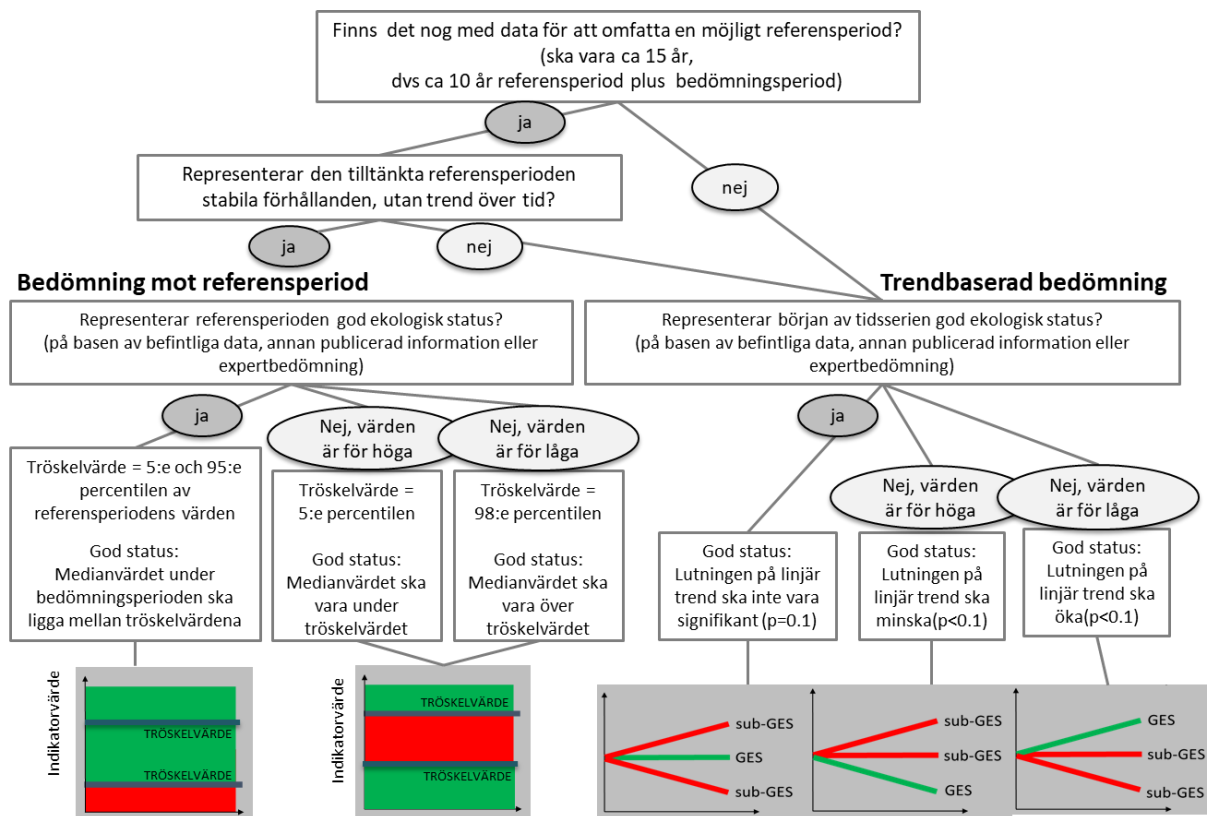 Finns det nog med data för att omfatta en möjligt referensperiod?
(ska vara ca 15 år,
dvs ca 10 år referensperiod plus bedömningsperiod)
ja
nej
Representerar den tilltänkta referensperioden
stabila förhållanden, utan trend över tid?
ja
nej
Bedömning mot referensperiod
Representerar referensperioden god ekologisk status?
(på basen av befintliga data, annan publicerad information eller
expertbedömning)
ja
Nej, värden
är för höga
Nej, värden
är för låga
Tröskelvärde = 5:e och 95:e
percentilen av
referensperiodens värden
God status:
Medianvärdet under
bedömningsperioden ska
ligga mellan tröskelvärdena
Tröskelvärde =
5:e percentilen
God status:
Medianvärdet ska
vara under
tröskelvärdet
Tröskelvärde =
98:e percentilen
God status:
Medianvärdet ska
vara över
tröskelvärdet
Indikatorvärde
TRÖSKELVÄRDE
TRÖSKELVÄRDE
Indikatorvärde
TRÖSKELVÄRDE
TRÖSKELVÄRDE
Trendbaserad bedömning
Representerar början av tidsserien god ekologisk status?
(på basen av befintliga data, annan publicerad information eller
expertbedömning)
ja
Nej, värden
är för höga
Nej, värden
är för låga
God status:
Lutningen på linjär
trend ska inte vara
signifikant (p=0.1)
God status:
Lutningen på
linjär trend ska
minska(p<0.1)
God status:
Lutningen på
linjär trend ska
öka(p<0.1)
sub-GES
GES
sub-GES
sub-GES
sub-GES
GES
GES
sub-GES
sub-GES